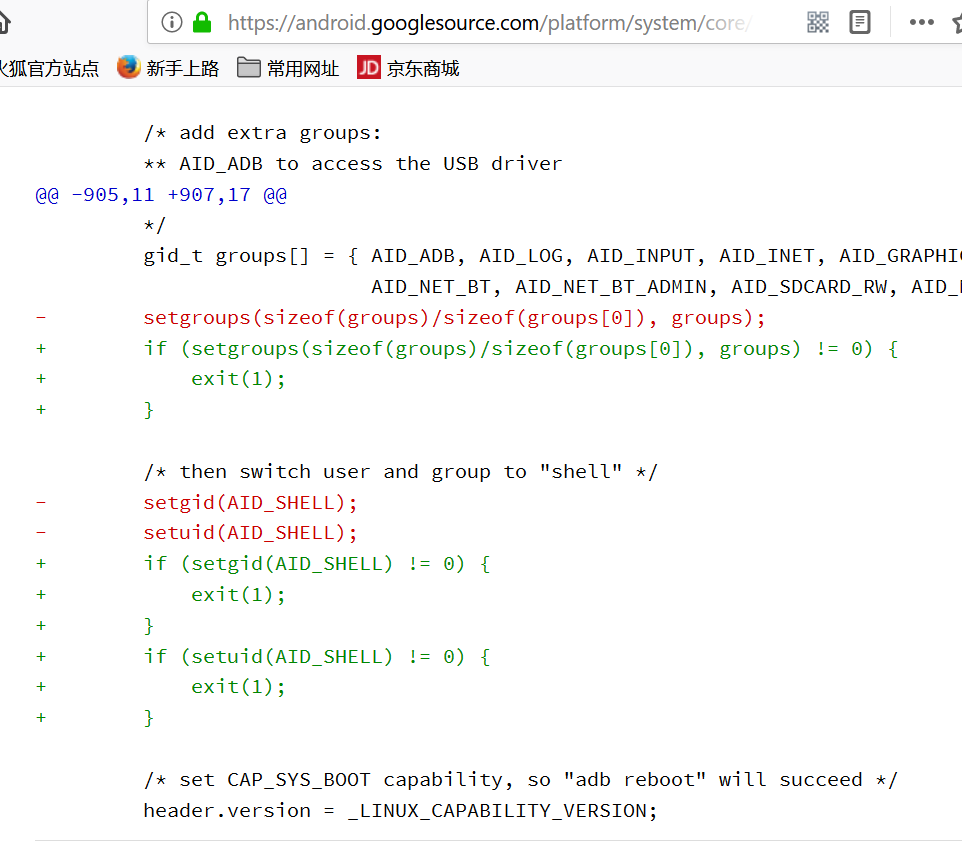 https://android.googlesource.com/platform/system/core/
火狐官方站点 新手上路 常用网址 JD 京东商城
/* add extra groups:
** AID_ADB to access the USB driver
@@ -905,11 +907,17 @@
*/
gid_t groups[] = { AID_ADB, AID_LOG, AID_INPUT, AID_INET, AID_GRAPHIC
AID_NET_BT, AID_NET_BT_ADMIN, AID_SDCARD_RW, AID_
- setgroups(sizeof(groups)/sizeof(groups[0]), groups);
+ if (setgroups(sizeof(groups)/sizeof(groups[0]), groups) != 0) {
+ exit(1);
+ }
/* then switch user and group to "shell" */
- setgid(AID_SHELL);
- setuid(AID_SHELL);
+ if (setgid(AID_SHELL) != 0) {
+ exit(1);
+ }
+ if (setuid(AID_SHELL) != 0) {
+ exit(1);
+ }
/* set CAP_SYS_BOOT capability, so "adb reboot" will succeed */
header.version = _LINUX_CAPABILITY_VERSION;